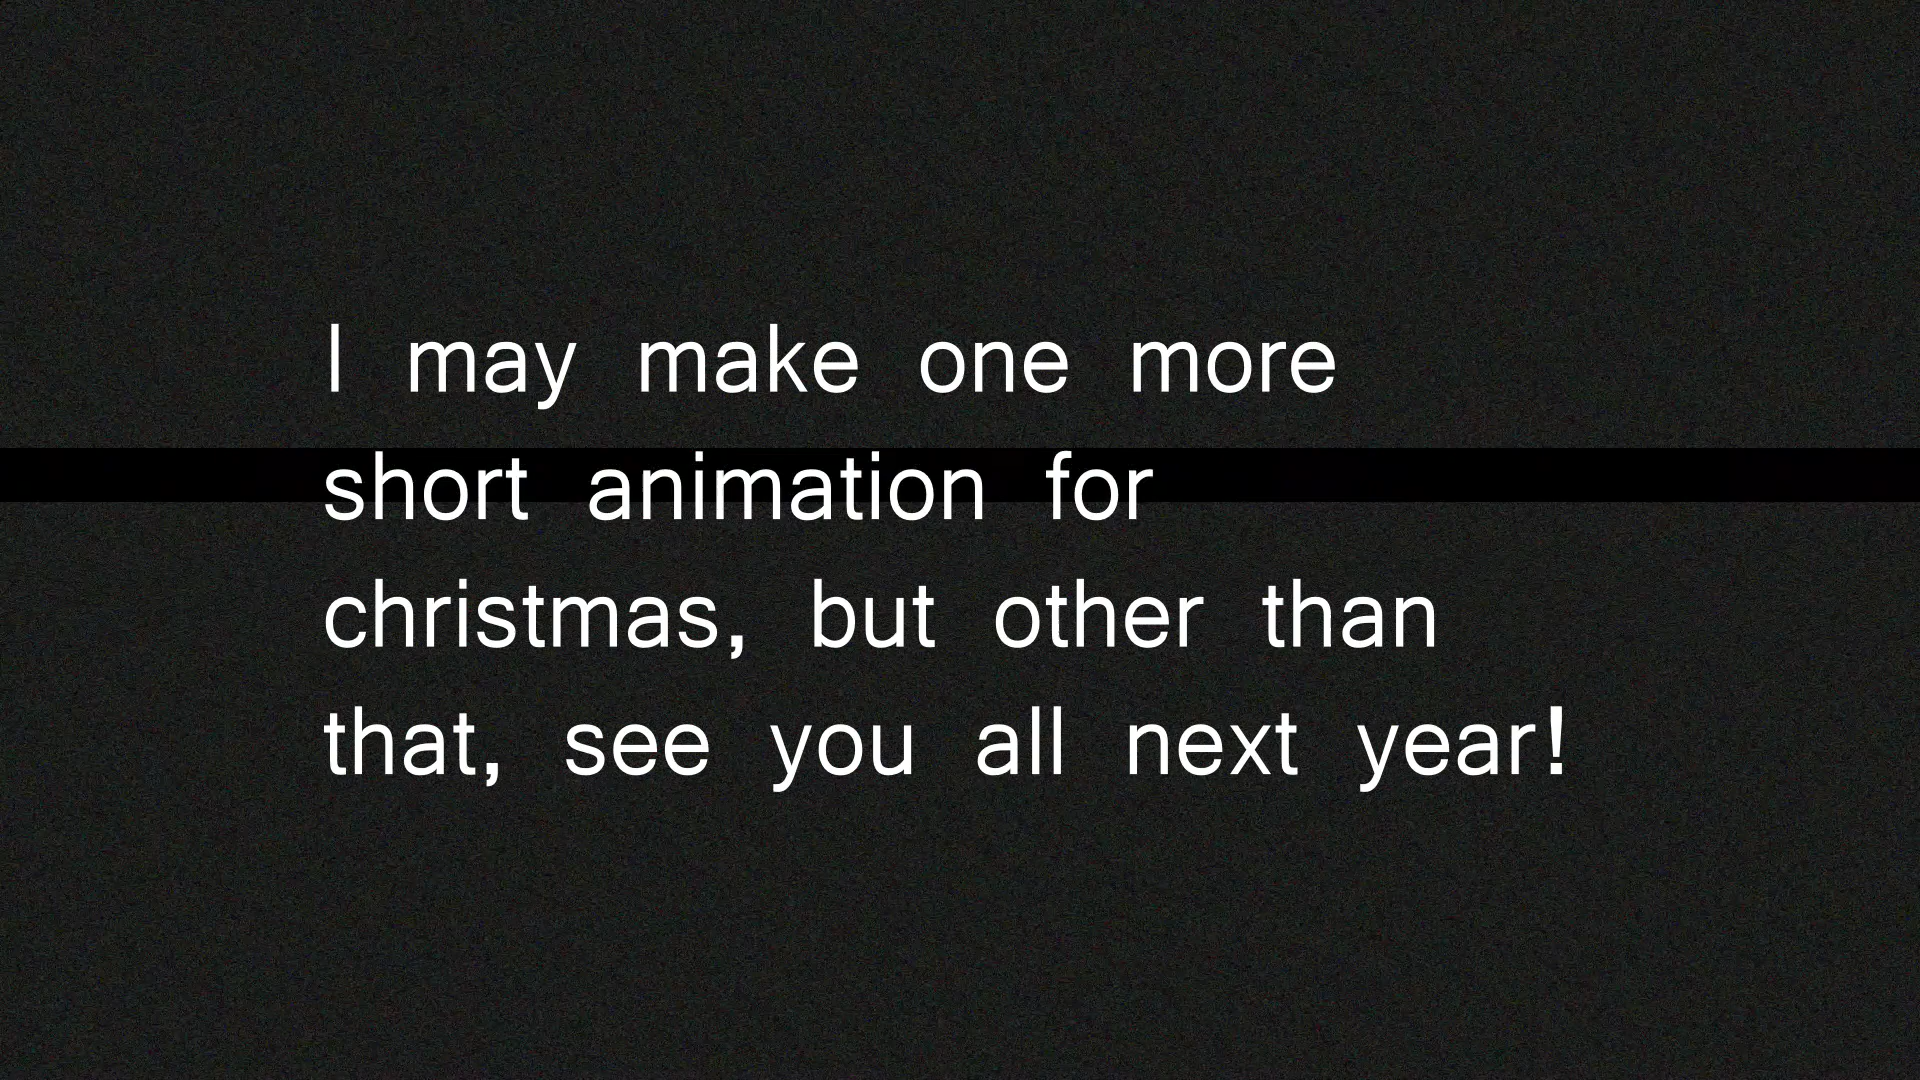 I may make one more
short animation for
christmas, but other than
that, see you all next year!